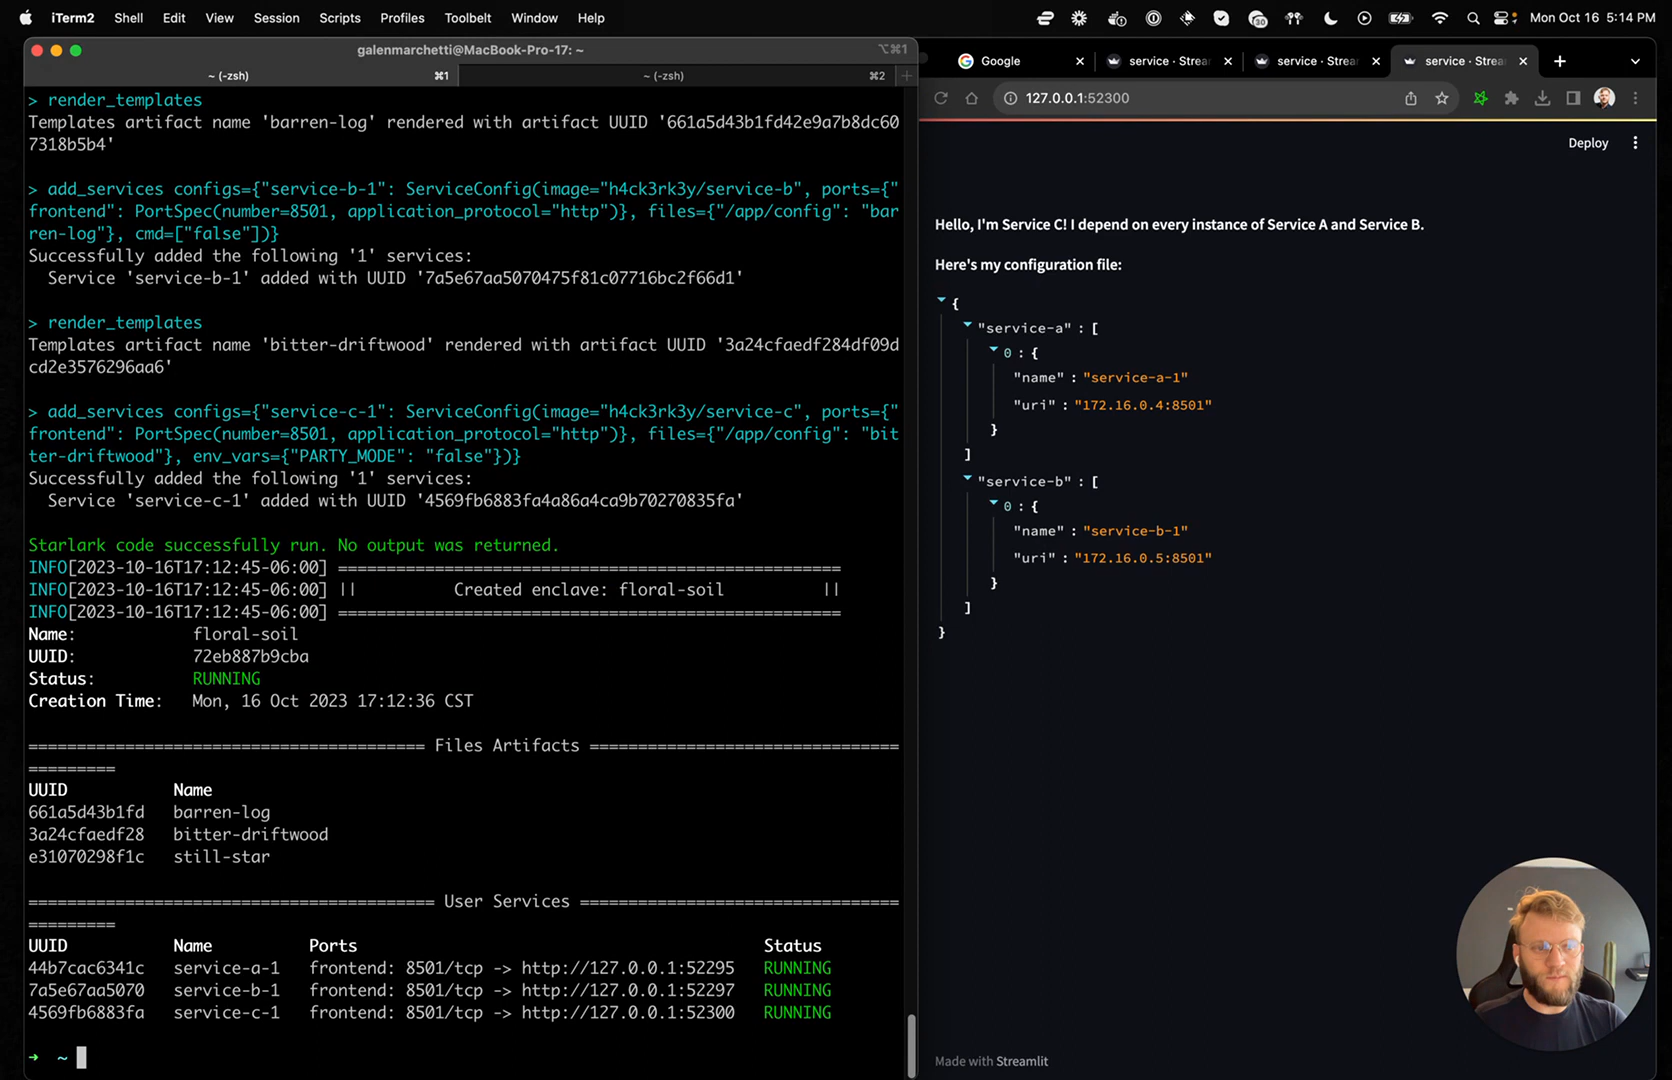 iTerm2 Shell Edit View Session Scripts Profiles Toolbelt Window Help
30
Mon Oct 16 5:14 PM
galenmarchetti@MacBook-Pro-17: ~
⌥⌘1
~ (-zsh) ⌘1
~ (-zsh) ⌘2
> render_templates
Templates artifact name 'barren-log' rendered with artifact UUID '661a5d43b1fd42e9a7b8dc60
7318b5b4'
> add_services configs={"service-b-1": ServiceConfig(image="h4ck3rk3y/service-b", ports={"
frontend": PortSpec(number=8501, application_protocol="http")}, files={"/app/config": "bar
ren-log"}, cmd=["false"])}
Successfully added the following '1' services:
Service 'service-b-1' added with UUID '7a5e67aa5070475f81c07716bc2f66d1'
> render_templates
Templates artifact name 'bitter-driftwood' rendered with artifact UUID '3a24cfaedf284df09d
cd2e3576296aa6'
> add_services configs={"service-c-1": ServiceConfig(image="h4ck3rk3y/service-c", ports={"
frontend": PortSpec(number=8501, application_protocol="http")}, files={"/app/config": "bit
ter-driftwood"}, env_vars={"PARTY_MODE": "false"})}
Successfully added the following '1' services:
Service 'service-c-1' added with UUID '4569fb6883fa4a86a4ca9b70270835fa'
Starlark code successfully run. No output was returned.
INFO[2023-10-16T17:12:45-06:00] ====================================================
INFO[2023-10-16T17:12:45-06:00] || Created enclave: floral-soil ||
INFO[2023-10-16T17:12:45-06:00] ====================================================
Name: floral-soil
UUID: 72eb887b9cba
Status: RUNNING
Creation Time: Mon, 16 Oct 2023 17:12:36 CST
========================================= Files Artifacts ================================
=========
UUID Name
661a5d43b1fd barren-log
3a24cfaedf28 bitter-driftwood
e31070298f1c still-star
========================================== User Services =================================
=========
UUID Name Ports Status
44b7cac6341c service-a-1 frontend: 8501/tcp -> http://127.0.0.1:52295 RUNNING
7a5e67aa5070 service-b-1 frontend: 8501/tcp -> http://127.0.0.1:52297 RUNNING
4569fb6883fa service-c-1 frontend: 8501/tcp -> http://127.0.0.1:52300 RUNNING
→ ~
Google
service · Strea
service · Strea
service · Strea
127.0.0.1:52300
Deploy
Hello, I'm Service C! I depend on every instance of Service A and Service B.
Here's my configuration file:
{
"service-a" : [
0 : {
"name" : "service-a-1"
"uri" : "172.16.0.4:8501"
}
]
"service-b" : [
0 : {
"name" : "service-b-1"
"uri" : "172.16.0.5:8501"
}
]
}
Made with Streamlit